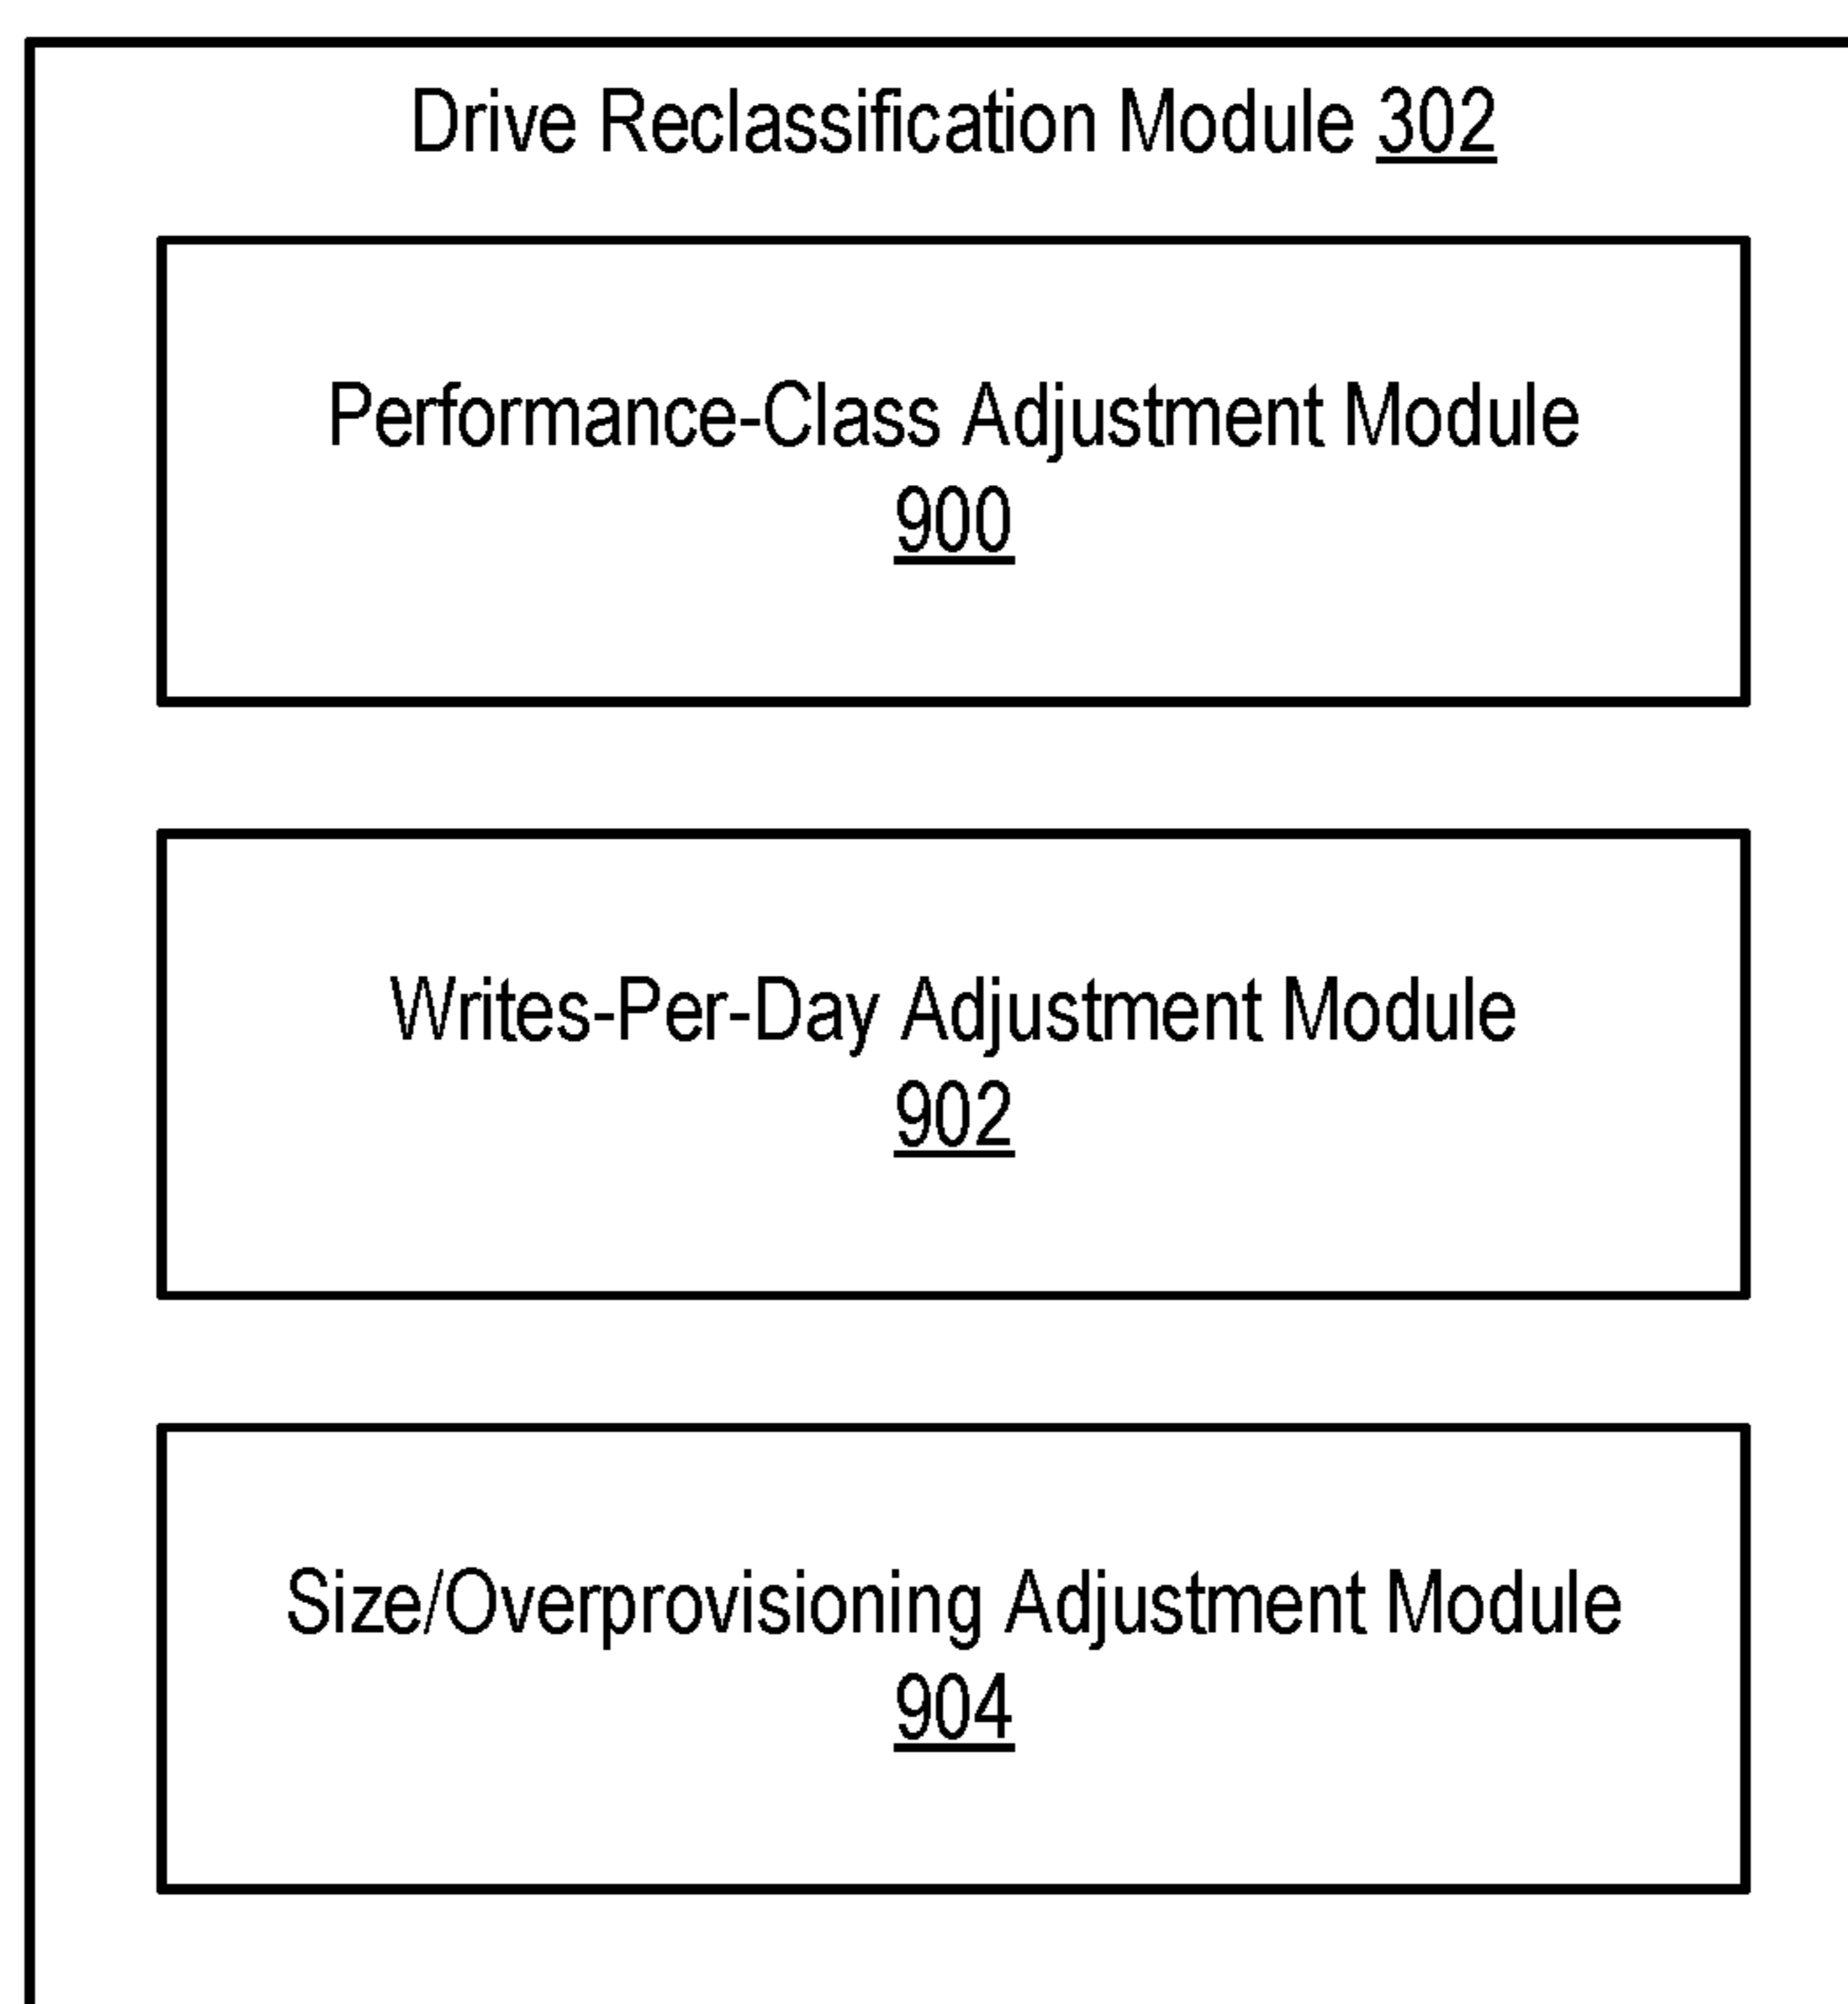 Drive Reclassification Module 302
Performance-Class Adjustment Module
900
Writes-Per-Day Adjustment Module
902
Size/Overprovisioning Adjustment Module
904